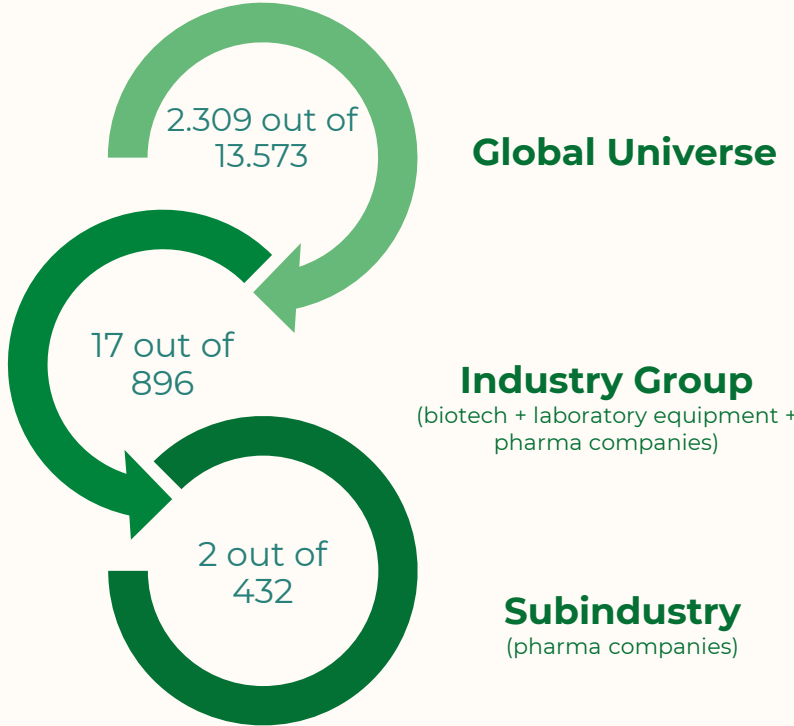 2.309 out of
13.573
Global Universe
17 out of
896
Industry Group
(biotech + laboratory equipment +
pharma companies)
2 out of
432
Subindustry
(pharma companies)